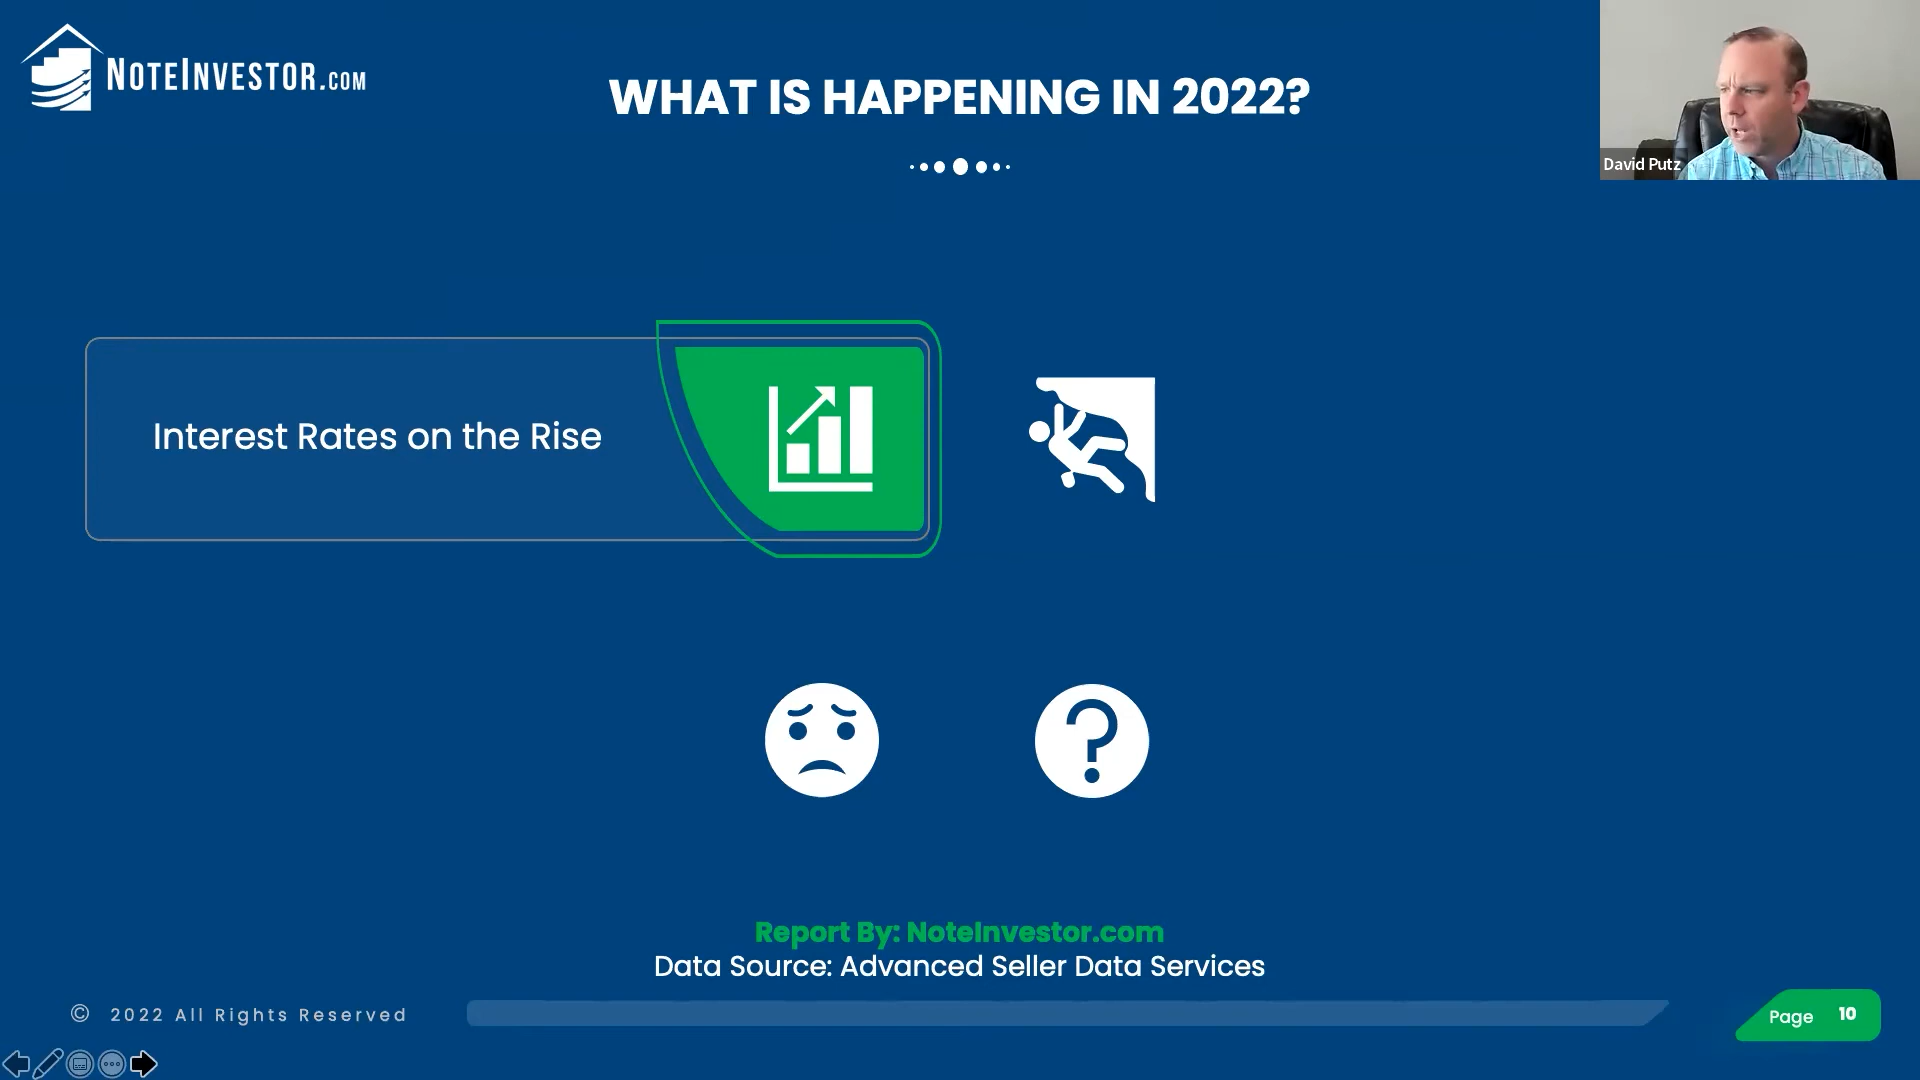 NOTEINVESTOR.COM
WHAT IS HAPPENING IN 2022?
David Putz
Interest Rates on the Rise
?
Report By: NoteInvestor.com
Data Source: Advanced Seller Data Services
© 2022 All Rights Reserved
Page 10